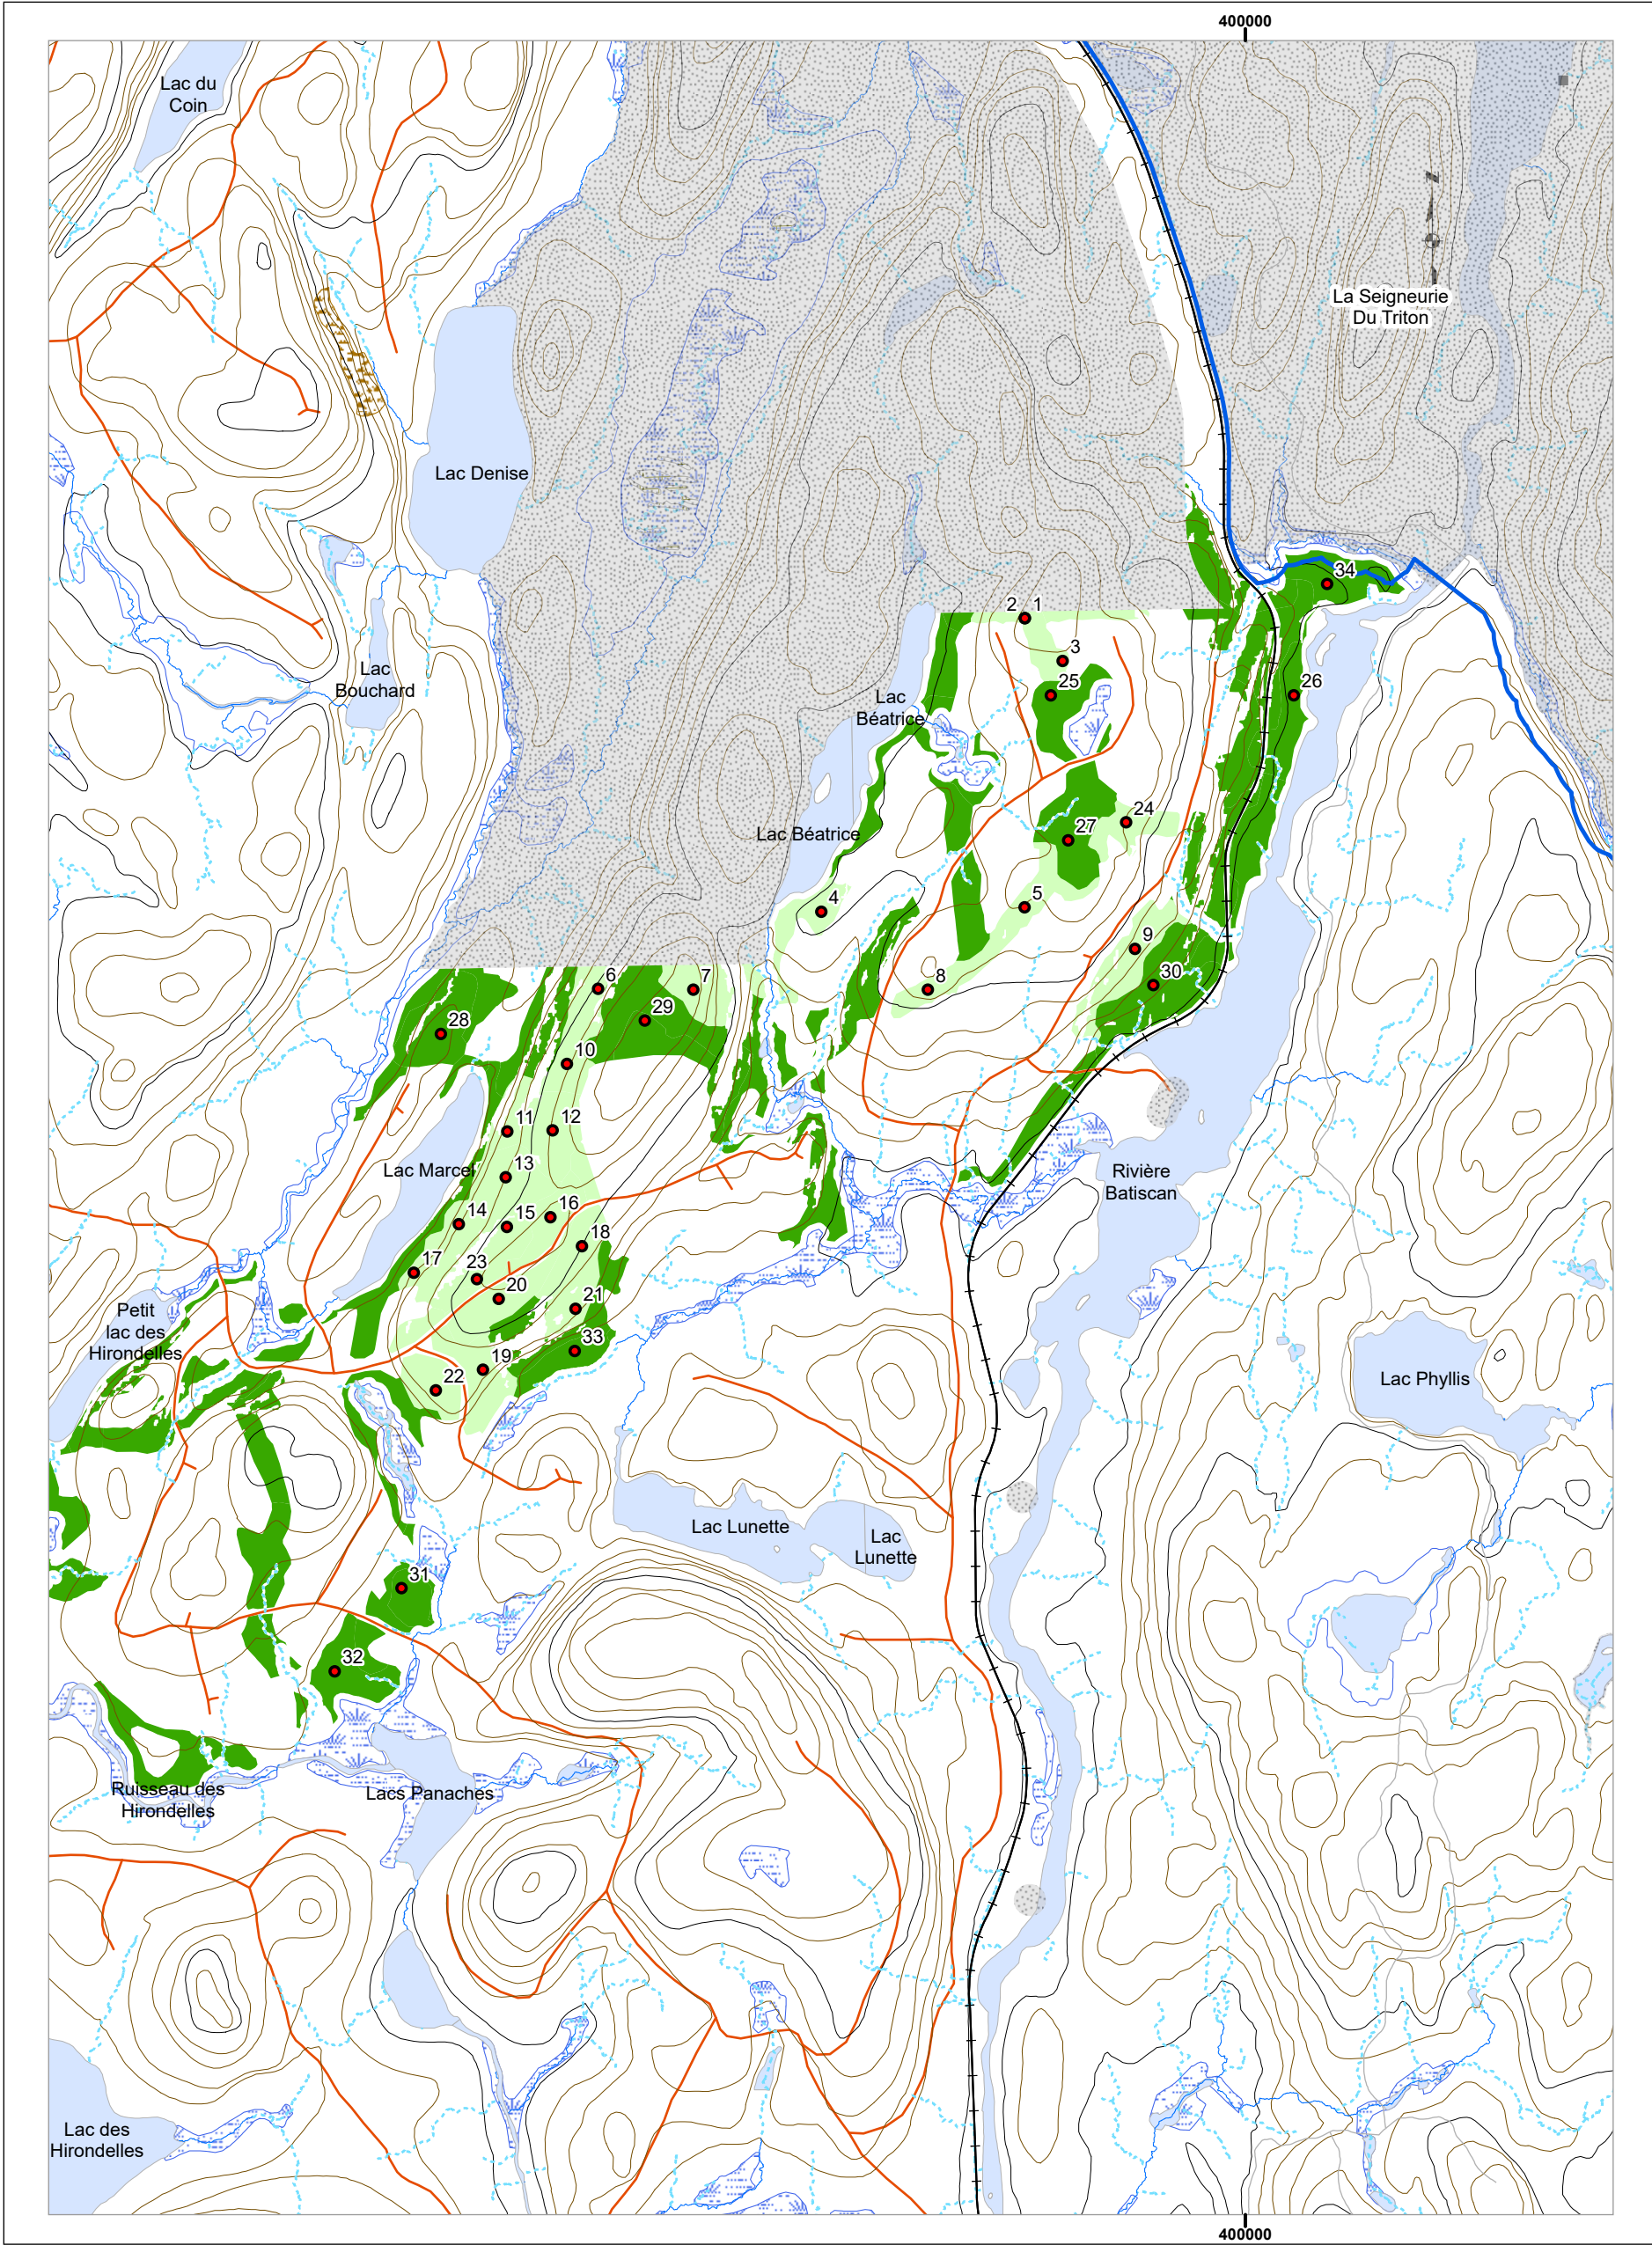 400000
Lac du
Coin
La Seigneurie
Du Triton
Lac Denise
34
2 1
3
Lac
Bouchard
25
26
Lac
Béatrice
24
Lac Béatrice
27
5
4
9
6
7
8
30
28
29
10
11
12
13
Lac Marcel
Rivière
Batiscan
14
15
16
18
17
23
20
21
Petit
lac des
Hirondelles
33
19
22
Lac Phyllis
Lac Lunette
Lac
Lunette
31
32
Ruisseau des
Hirondelles
Lacs Panaches
Lac des
Hirondelles
400000